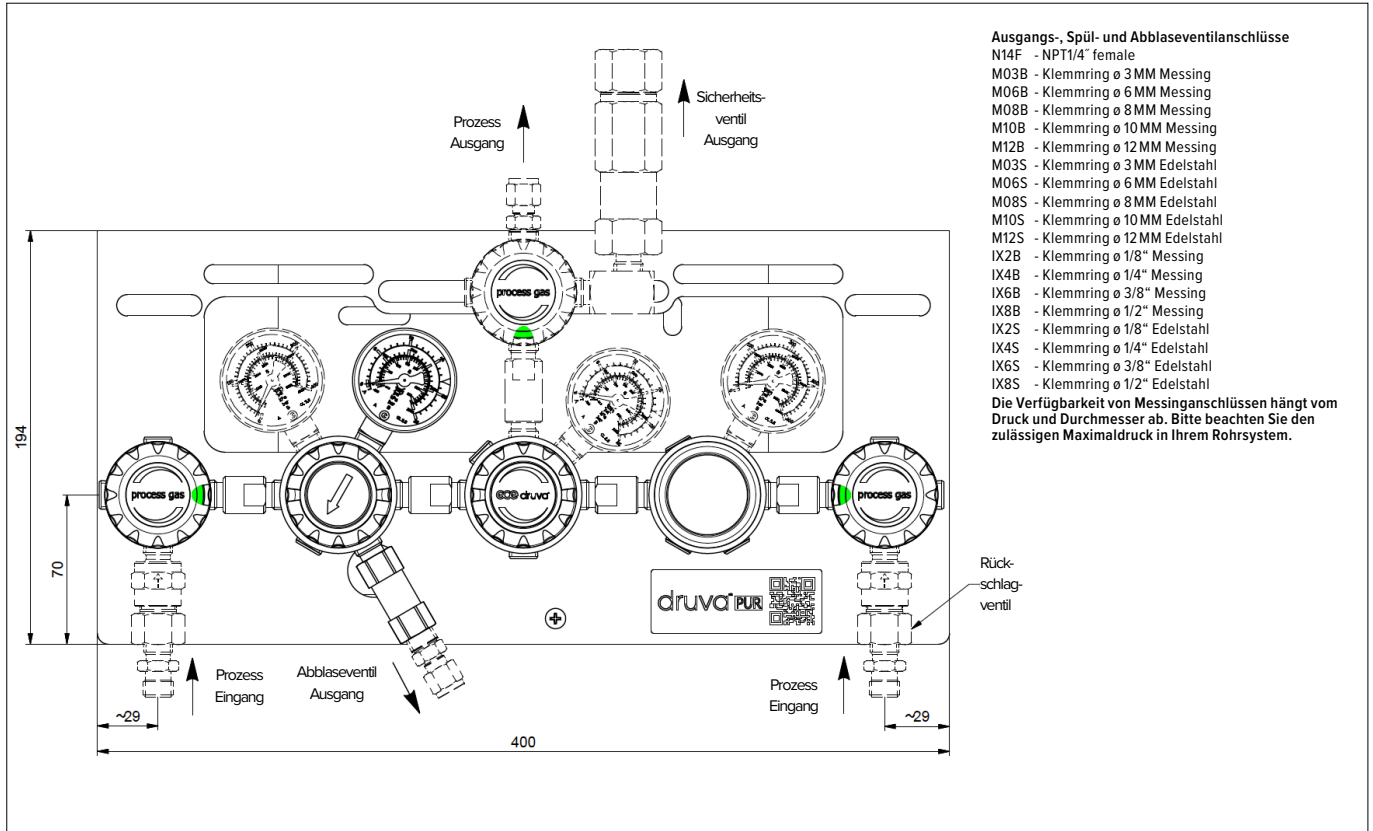 Ausgangs-, Spül- und Abblaseventilanschlüsse
N14F - NPT1/4˝ female
M03B - Klemmring ø 3 MM Messing
M06B - Klemmring ø 6 MM Messing
M08B - Klemmring ø 8 MM Messing
M10B - Klemmring ø 10 MM Messing
M12B - Klemmring ø 12 MM Messing
M03S - Klemmring ø 3 MM Edelstahl
M06S - Klemmring ø 6 MM Edelstahl
M08S - Klemmring ø 8 MM Edelstahl
M10S - Klemmring ø 10 MM Edelstahl
M12S - Klemmring ø 12 MM Edelstahl
IX2B - Klemmring ø 1/8“ Messing
IX4B - Klemmring ø 1/4“ Messing
IX6B - Klemmring ø 3/8“ Messing
IX8B - Klemmring ø 1/2“ Messing
IX2S - Klemmring ø 1/8“ Edelstahl
IX4S - Klemmring ø 1/4“ Edelstahl
IX6S - Klemmring ø 3/8“ Edelstahl
IX8S - Klemmring ø 1/2“ Edelstahl
Die Verfügbarkeit von Messinganschlüssen hängt vom
Druck und Durchmesser ab. Bitte beachten Sie den
zulässigen Maximaldruck in Ihrem Rohrsystem.
Prozess
Ausgang
Sicherheits-
ventil
Ausgang
process gas
194
70
process gas
druva
process gas
druva PUR
Rück-
schlag-
ventil
Prozess
Eingang
Abblaseventil
Ausgang
Prozess
Eingang
~29
~29
400